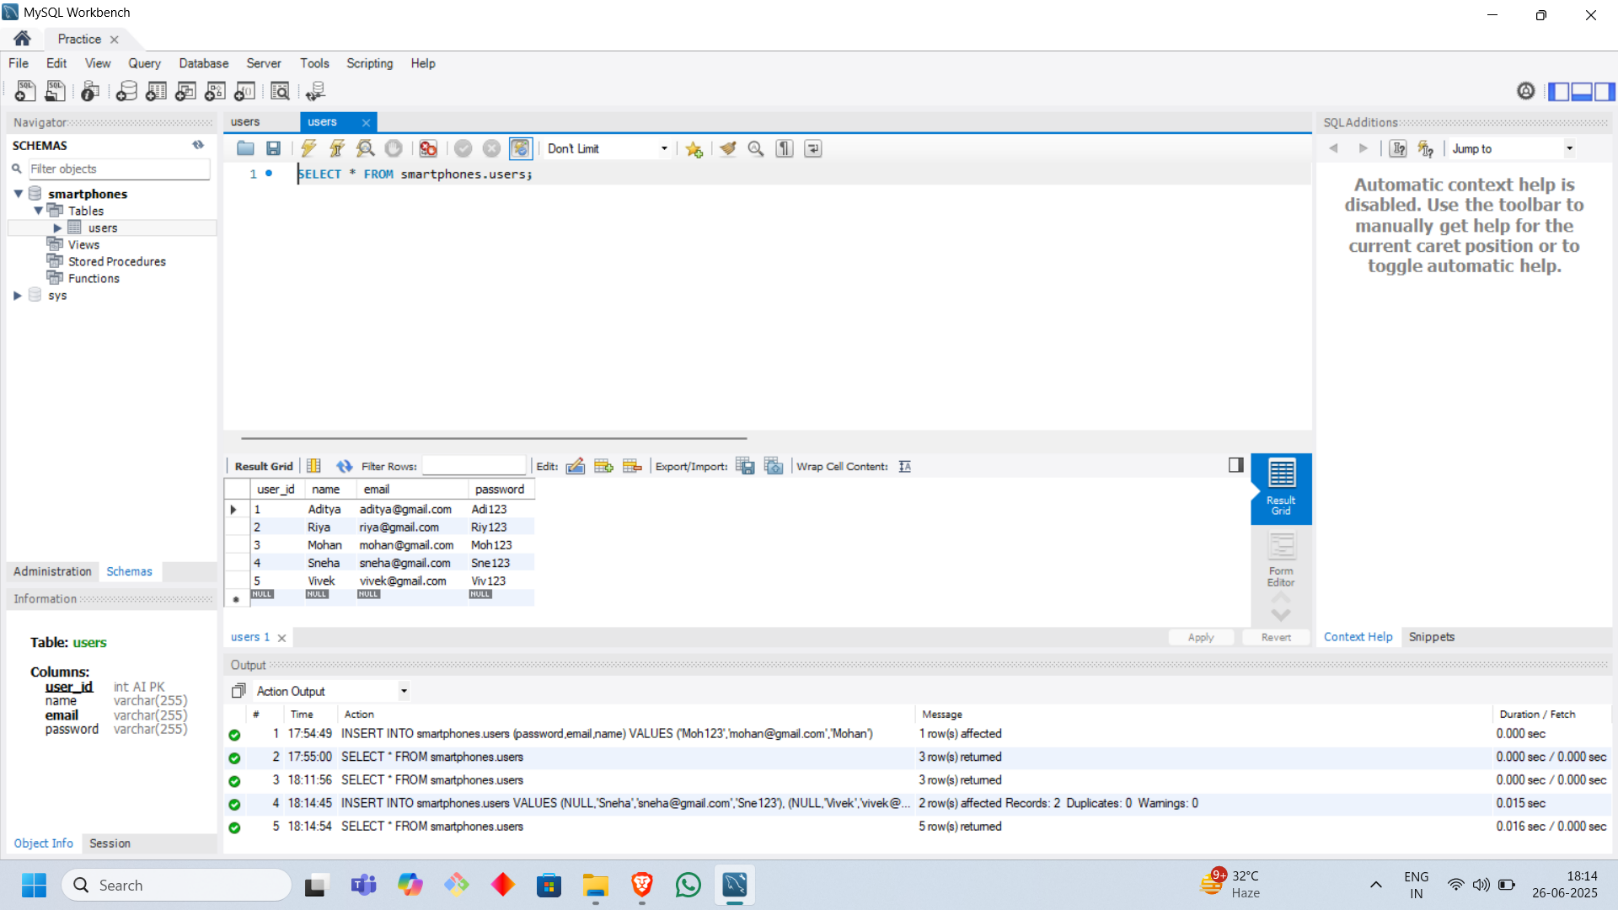 MySQL Workbench
Practice
File Edit View Query Database Server Tools Scripting Help
Navigator
SCHEMAS
Filter objects
smartphones
Tables
users
Views
Stored Procedures
Functions
sys
Administration Schemas
Information
Table: users
Columns:
user_id int AI PK
name varchar(255)
email varchar(255)
password varchar(255)
Object Info Session
users users
Don't Limit
1 SELECT * FROM smartphones.users;
Result Grid Filter Rows: Edit: Export/Import: Wrap Cell Content: IA
user_id name email password
1 Aditya aditya@gmail.com Adi123
2 Riya riya@gmail.com Riy123
3 Mohan mohan@gmail.com Moh123
4 Sneha sneha@gmail.com Sne123
5 Vivek vivek@gmail.com Viv123
NULL NULL NULL NULL
Result
Grid
Form
Editor
users 1
Apply Revert
Output
Action Output
# Time Action Message Duration / Fetch
1 17:54:49 INSERT INTO smartphones.users (password,email,name) VALUES ('Moh123','mohan@gmail.com','Mohan') 1 row(s) affected 0.000 sec
2 17:55:00 SELECT * FROM smartphones.users 3 row(s) returned 0.000 sec / 0.000 sec
3 18:11:56 SELECT * FROM smartphones.users 3 row(s) returned 0.000 sec / 0.000 sec
4 18:14:45 INSERT INTO smartphones.users VALUES (NULL,'Sneha','sneha@gmail.com','Sne123'), (NULL,'Vivek','vivek@... 2 row(s) affected Records: 2 Duplicates: 0 Warnings: 0 0.015 sec
5 18:14:54 SELECT * FROM smartphones.users 5 row(s) returned 0.016 sec / 0.000 sec
SQLAdditions
Jump to
Automatic context help is
disabled. Use the toolbar to
manually get help for the
current caret position or to
toggle automatic help.
Context Help Snippets
Search
9+
32°C
Haze
ENG
IN
18:14
26-06-2025